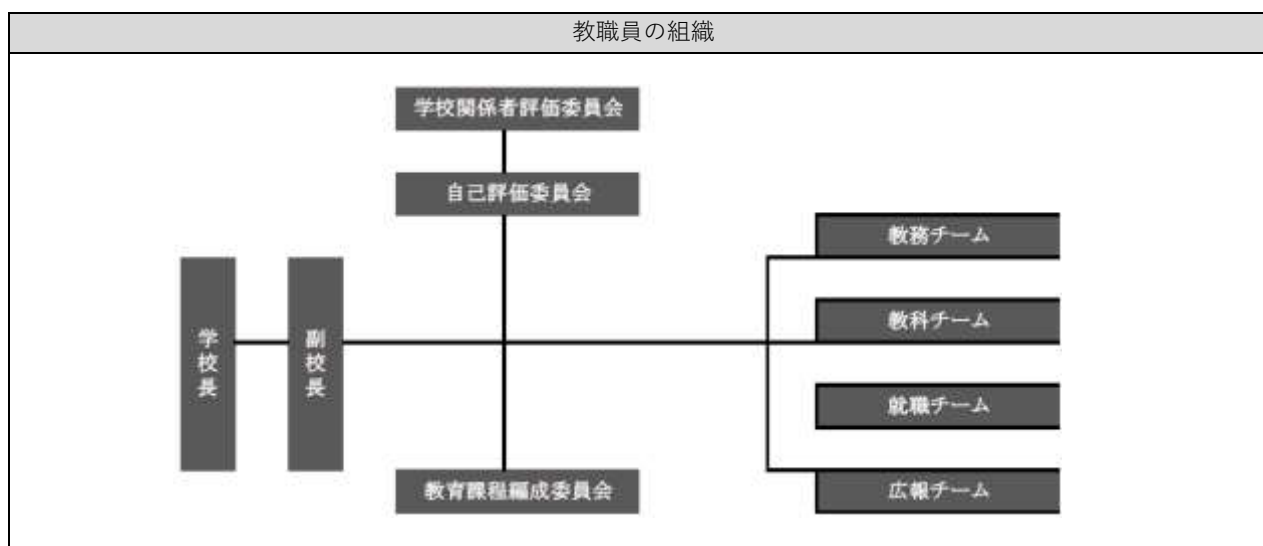 教職員の組織
学校関係者評価委員会
自己評価委員会
教務チーム
学校長
副校長
教科チーム
就職チーム
教育課程編成委員会
広報チーム